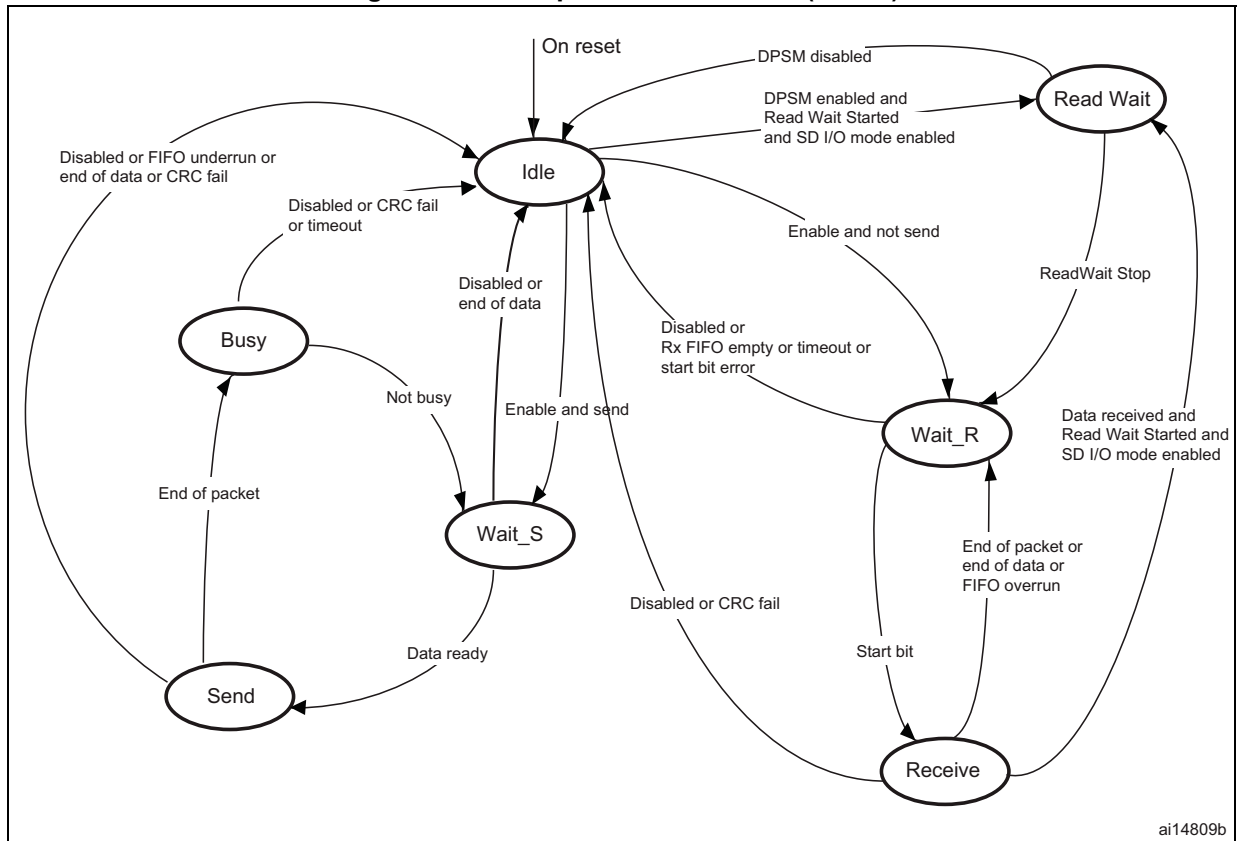 On reset
DPSM disabled
Read Wait
DPSM enabled and
Read Wait Started
and SD I/O mode enabled
Disabled or FIFO underrun or
end of data or CRC fail
Idle
Disabled or CRC fail
or timeout
Enable and not send
ReadWait Stop
Disabled or
end of data
Disabled or
Rx FIFO empty or timeout or
start bit error
Busy
Not busy
Enable and send
Data received and
Read Wait Started and
SD I/O mode enabled
Wait_R
End of packet
Wait_S
End of packet or
end of data or
FIFO overrun
Disabled or CRC fail
Data ready
Start bit
Send
Receive
ai14809b